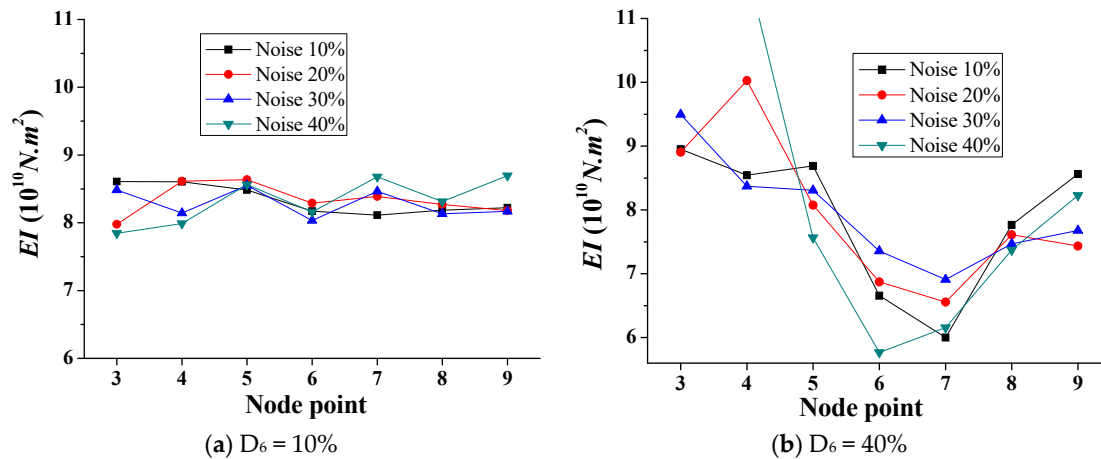 11
10
9
8
7
6
EI (10^10 N.m^2)
Noise 10%
Noise 20%
Noise 30%
Noise 40%
3 4 5 6 7 8 9
Node point
(a) D₆ = 10%
11
10
9
8
7
6
EI (10^10 N.m^2)
Noise 10%
Noise 20%
Noise 30%
Noise 40%
3 4 5 6 7 8 9
Node point
(b) D₆ = 40%